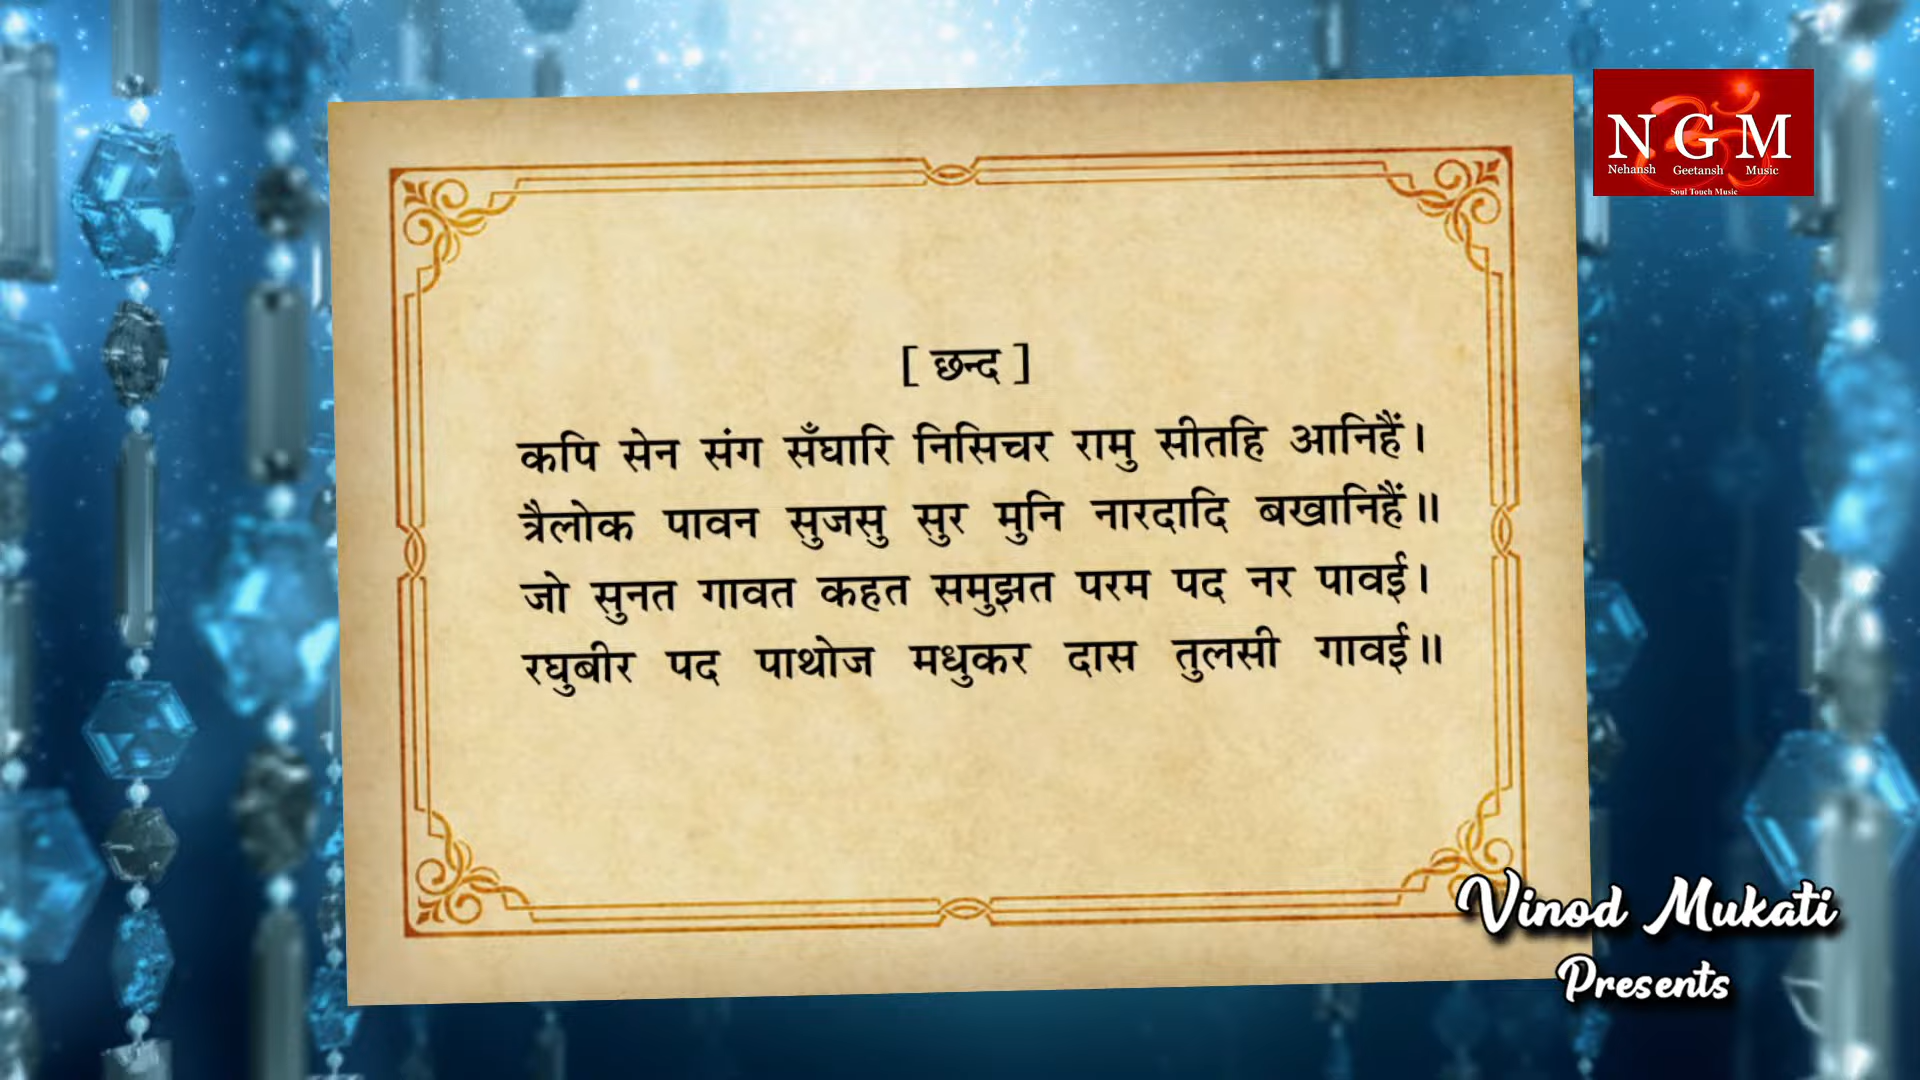 [ छन्द ]
कपि सेन संग सँघारि निसिचर रामु सीतहि आनिहैं।
त्रैलोक पावन सुजसु सुर मुनि नारदादि बखानिहैं॥
जो सुनत गावत कहत समुझत परम पद नर पावई।
रघुबीर पद पाथोज मधुकर दास तुलसी गावई॥
N G M
Nehansh Geetansh Music
Soul Touch Music
Vinod Mukati
Presents